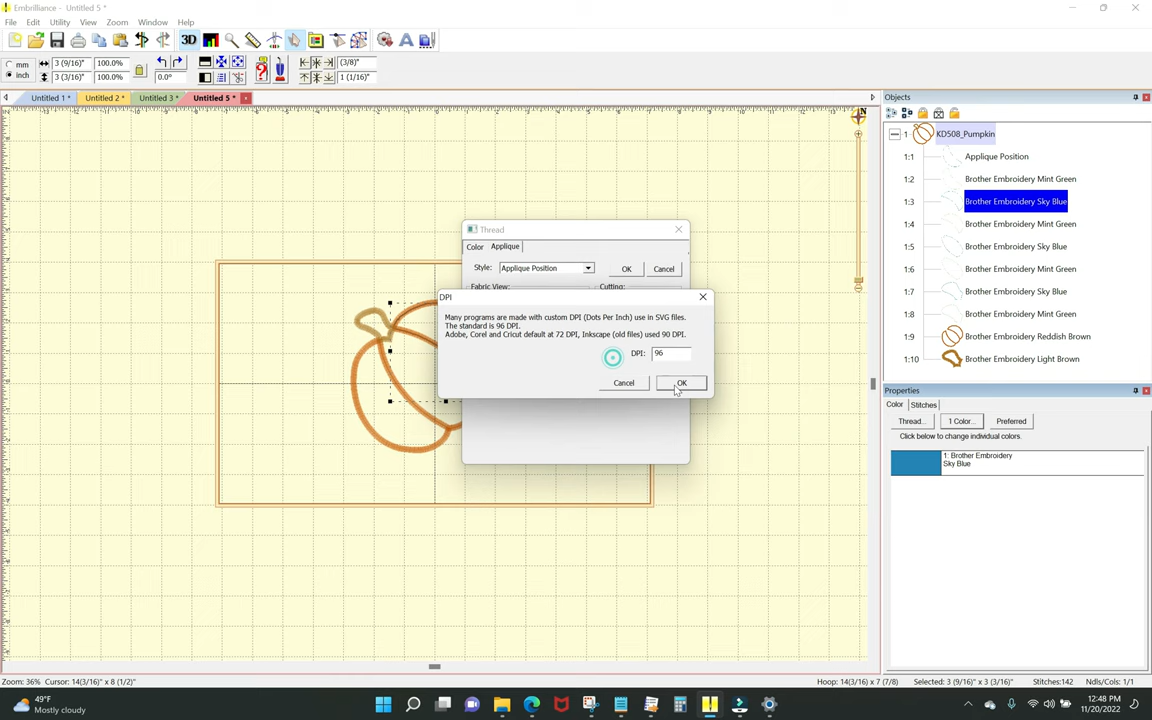 Embrilliance - Untitled 5 *
File Edit Utility View Zoom Window Help
3D
mm 3 (9/16)" 100.0% (3/8)"
inch 3 (3/16)" 100.0% 0.0° 1 (1/16)"
Untitled 1 * Untitled 2 * Untitled 3 * Untitled 5 *
N
Objects
1 KD508_Pumpkin
1:1 Applique Position
1:2 Brother Embroidery Mint Green
1:3 Brother Embroidery Sky Blue
1:4 Brother Embroidery Mint Green
1:5 Brother Embroidery Sky Blue
1:6 Brother Embroidery Mint Green
1:7 Brother Embroidery Sky Blue
1:8 Brother Embroidery Mint Green
1:9 Brother Embroidery Reddish Brown
1:10 Brother Embroidery Light Brown
Thread
Color Applique
Style: Applique Position OK Cancel
Fabric View: Cutting:
DPI
Many programs are made with custom DPI (Dots Per Inch) use in SVG files.
The standard is 96 DPI.
Adobe, Corel and Cricut default at 72 DPI, Inkscape (old files) used 90 DPI.
DPI: 96
Cancel OK
Properties
Color Stitches
Thread... 1 Color... Preferred
Click below to change individual colors.
1: Brother Embroidery
Sky Blue
Zoom: 36% Cursor: 14(3/16)" x 8 (1/2)" Hoop: 14(3/16) x 7 (7/8) Selected: 3 (9/16)" x 3 (3/16)" Stitches:142 Ndls/Cols: 1/1
49°F
Mostly cloudy
12:48 PM
11/20/2022